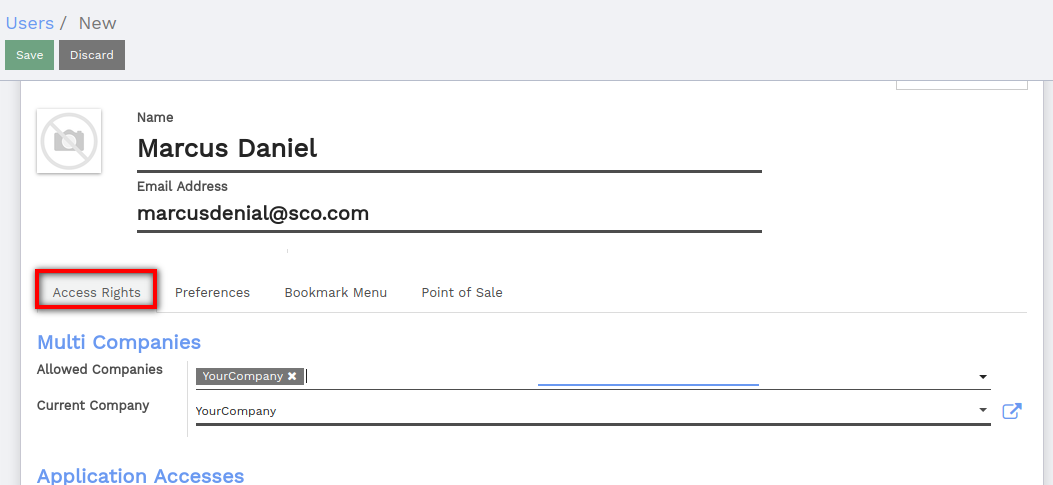 Users / New
Save Discard
Name
Marcus Daniel
Email Address
marcusdenial@sco.com
Access Rights Preferences Bookmark Menu Point of Sale
Multi Companies
Allowed Companies YourCompany ✖
Current Company YourCompany
Application Accesses